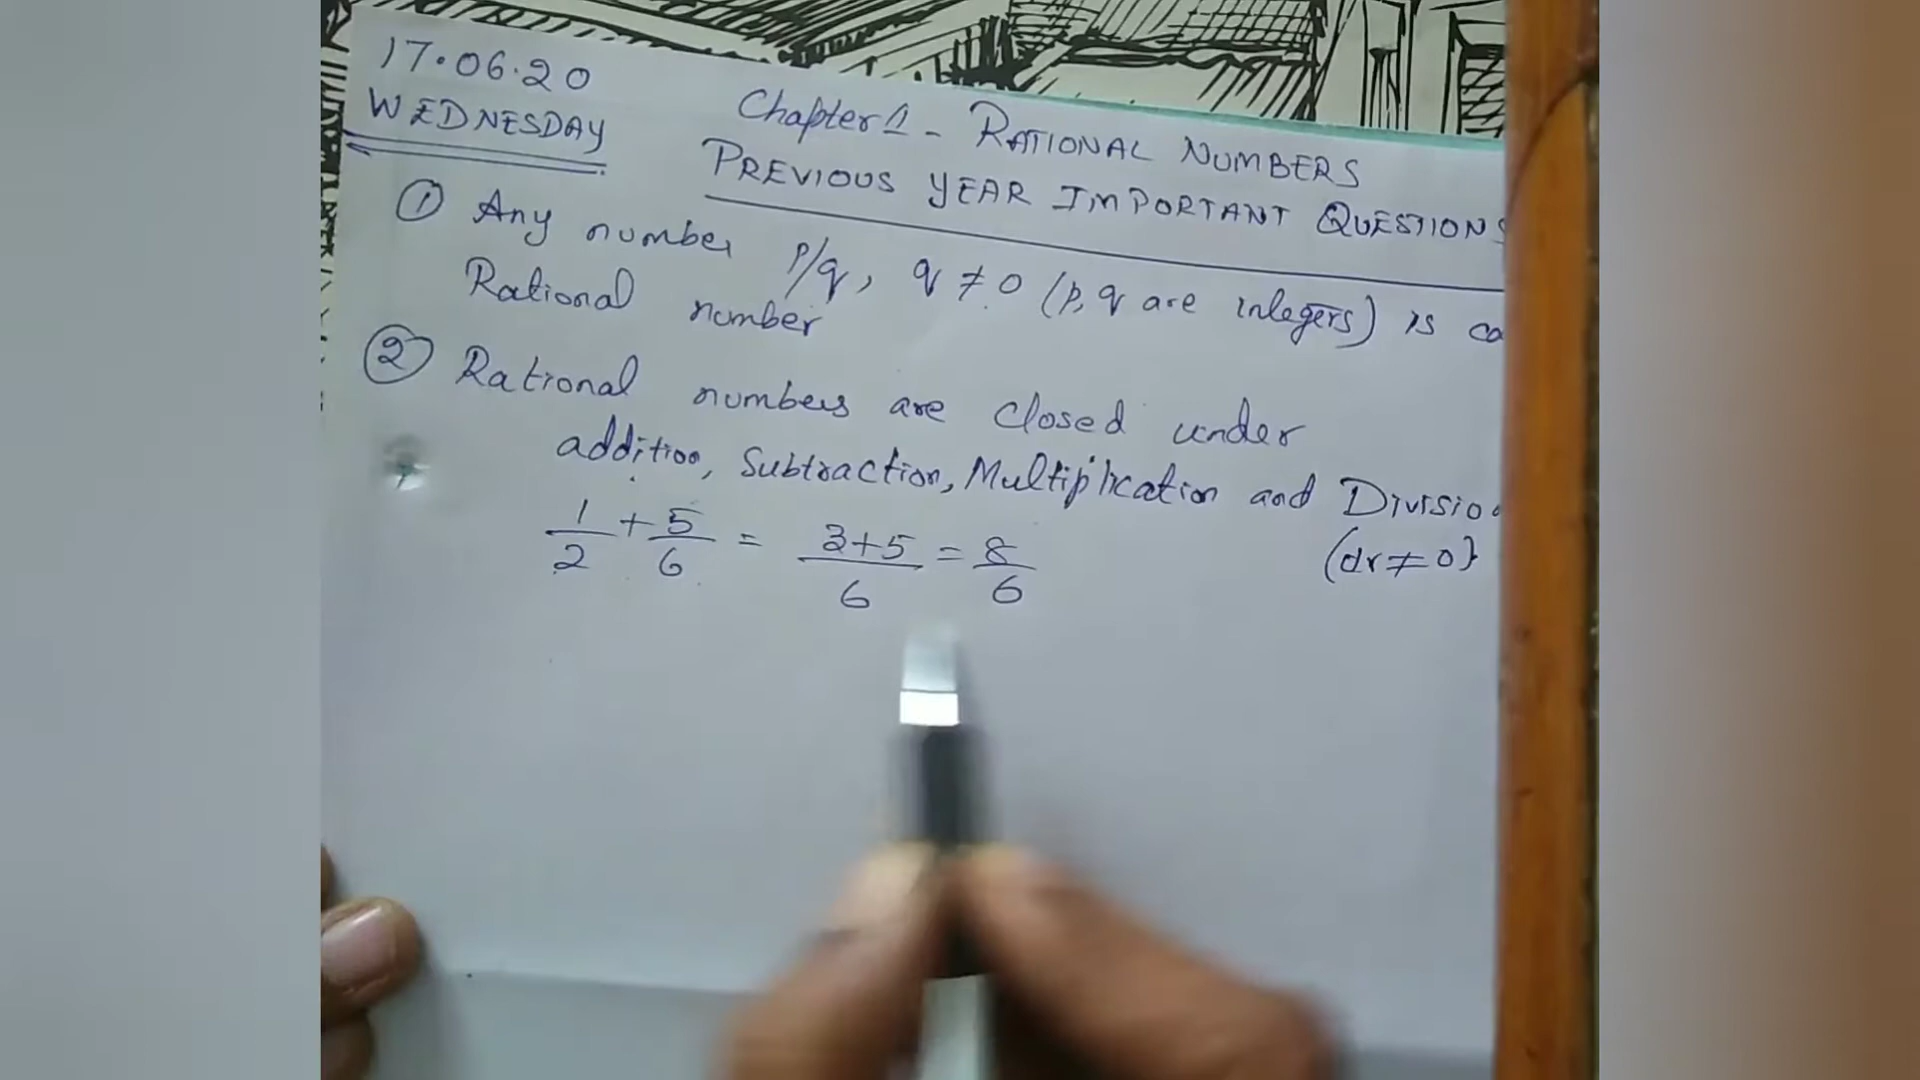 17.06.20
WEDNESDAY
Chapter 1 - RATIONAL NUMBERS
PREVIOUS YEAR IMPORTANT QUESTIONS
① Any number p/q, q ≠ 0 (p, q are integers) is ca
Rational number
② Rational numbers are closed under
addition, Subtraction, Multiplication and Division
(dr ≠ 0}
1/2 + 5/6 = 3+5/6 = 8/6